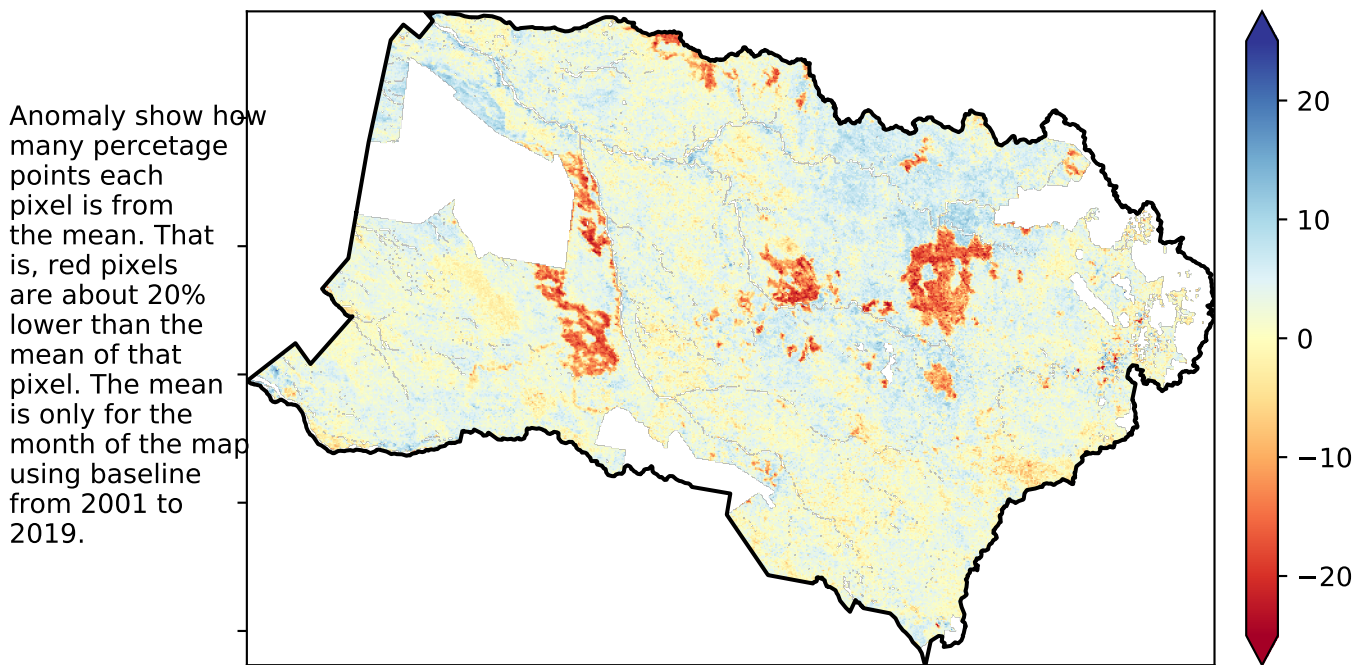 Anomaly show how
many percetage
points each
pixel is from
the mean. That
is, red pixels
are about 20%
lower than the
mean of that
pixel. The mean
is only for the
month of the map
using baseline
from 2001 to
2019.
20
10
0
−10
−20